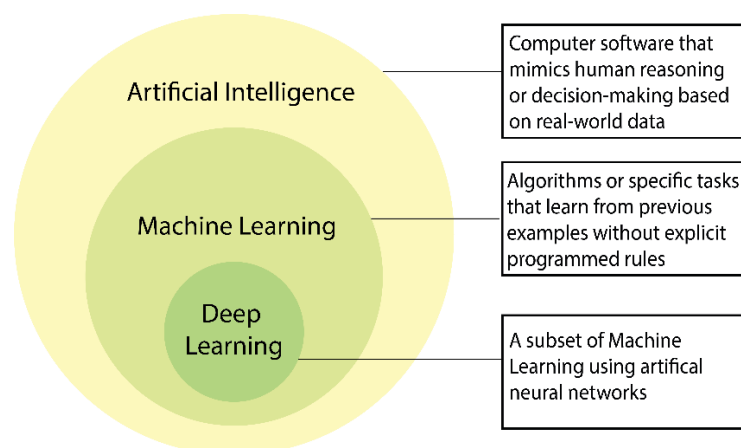 Artificial Intelligence
Machine Learning
Deep
Learning
Computer software that
mimics human reasoning
or decision-making based
on real-world data
Algorithms or specific tasks
that learn from previous
examples without explicit
programmed rules
A subset of Machine
Learning using artifical
neural networks